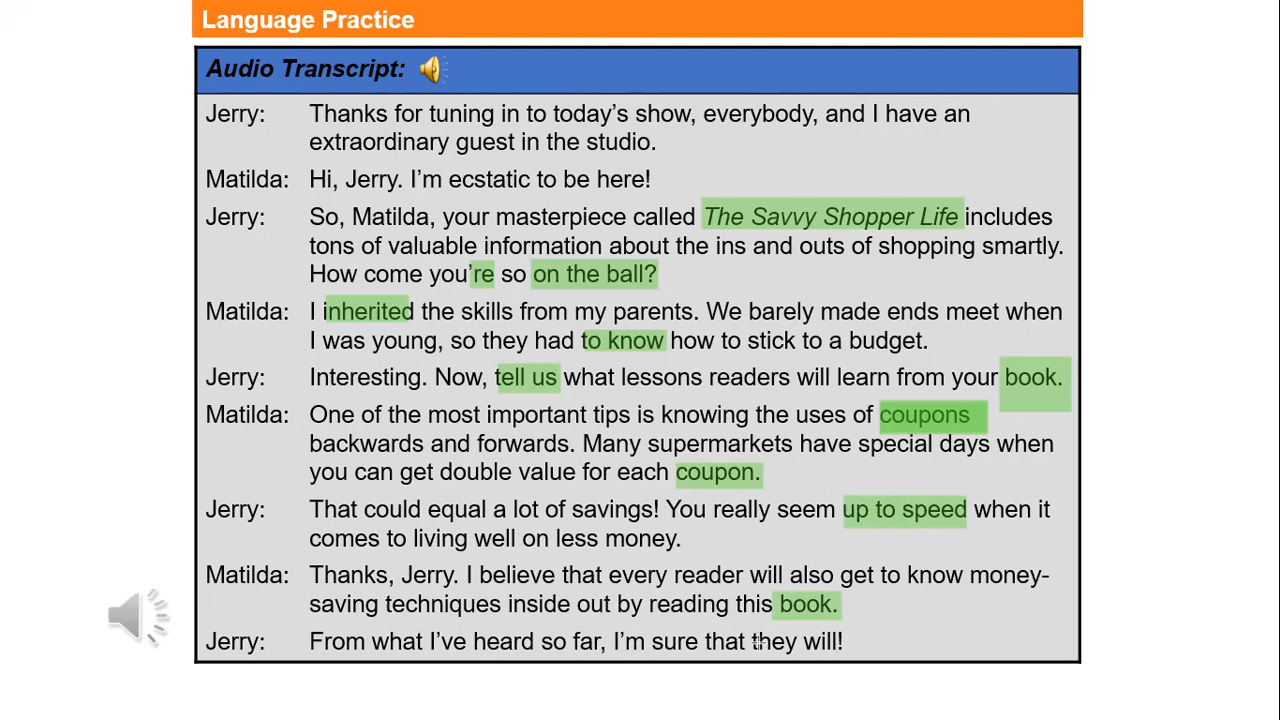 Language Practice
Audio Transcript:
Jerry: Thanks for tuning in to today’s show, everybody, and I have an
extraordinary guest in the studio.
Matilda: Hi, Jerry. I’m ecstatic to be here!
Jerry: So, Matilda, your masterpiece called The Savvy Shopper Life includes
tons of valuable information about the ins and outs of shopping smartly.
How come you’re so on the ball?
Matilda: I inherited the skills from my parents. We barely made ends meet when
I was young, so they had to know how to stick to a budget.
Jerry: Interesting. Now, tell us what lessons readers will learn from your book.
Matilda: One of the most important tips is knowing the uses of coupons
backwards and forwards. Many supermarkets have special days when
you can get double value for each coupon.
Jerry: That could equal a lot of savings! You really seem up to speed when it
comes to living well on less money.
Matilda: Thanks, Jerry. I believe that every reader will also get to know money-
saving techniques inside out by reading this book.
Jerry: From what I’ve heard so far, I’m sure that they will!